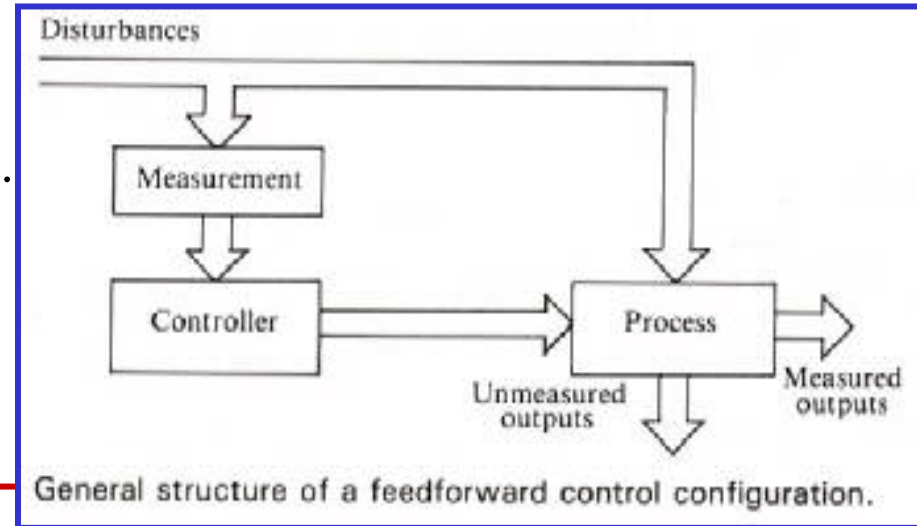 Disturbances
Measurement
Controller
Process
Unmeasured
outputs
Measured
outputs
General structure of a feedforward control configuration.